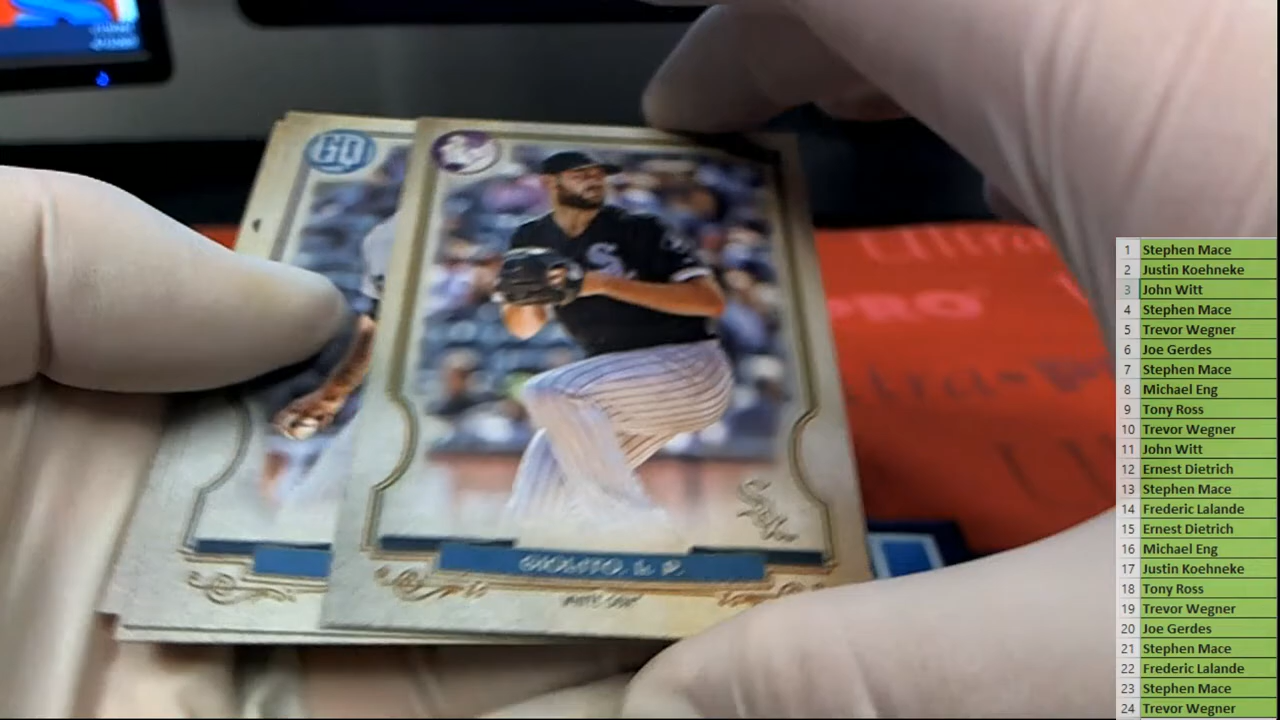 GQ
GIOLITO, L. P.
WHITE SOX
Sox
Ultra
PRO
Ultra-P
1 Stephen Mace
2 Justin Koehneke
3 John Witt
4 Stephen Mace
5 Trevor Wegner
6 Joe Gerdes
7 Stephen Mace
8 Michael Eng
9 Tony Ross
10 Trevor Wegner
11 John Witt
12 Ernest Dietrich
13 Stephen Mace
14 Frederic Lalande
15 Ernest Dietrich
16 Michael Eng
17 Justin Koehneke
18 Tony Ross
19 Trevor Wegner
20 Joe Gerdes
21 Stephen Mace
22 Frederic Lalande
23 Stephen Mace
24 Trevor Wegner